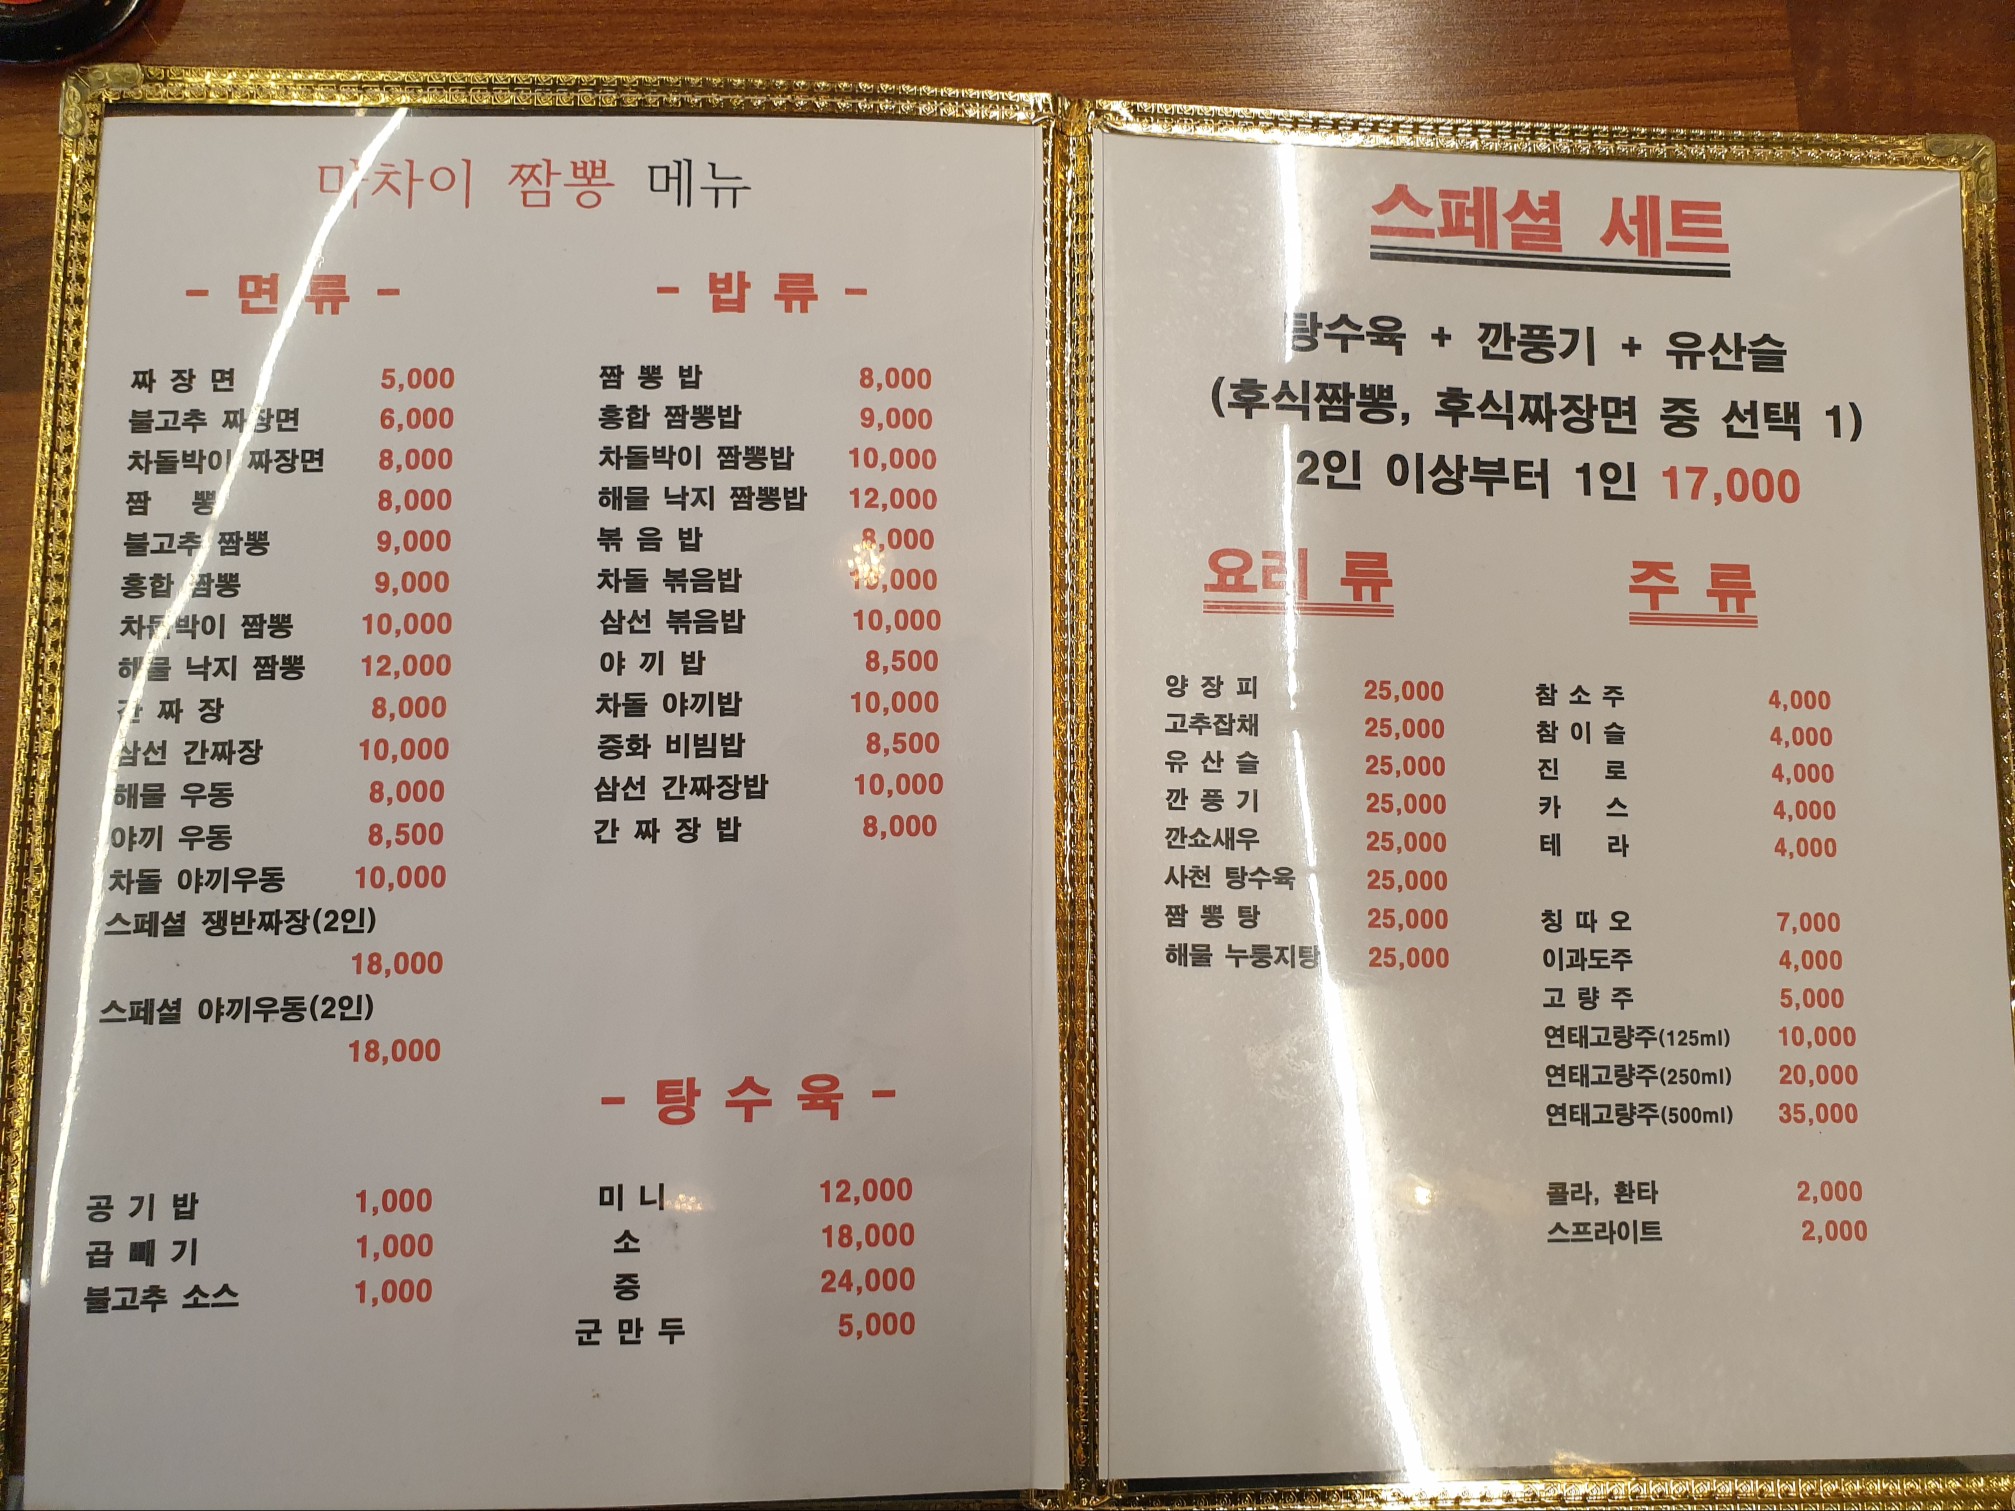 마차이 짬뽕 메뉴
- 면 류 -
짜 장 면 5,000
불고추 짜장면 6,000
차돌박이 짜장면 8,000
짬 뽕 8,000
불고추 짬뽕 9,000
홍합 짬뽕 9,000
차돌박이 짬뽕 10,000
해물 낙지 짬뽕 12,000
간 짜 장 8,000
삼선 간짜장 10,000
해물 우동 8,000
야끼 우동 8,500
차돌 야끼우동 10,000
스페셜 쟁반짜장(2인)
18,000
스페셜 야끼우동(2인)
18,000
공 기 밥 1,000
곱 빼 기 1,000
불고추 소스 1,000
- 밥 류 -
짬 뽕 밥 8,000
홍합 짬뽕밥 9,000
차돌박이 짬뽕밥 10,000
해물 낙지 짬뽕밥 12,000
볶 음 밥 8,000
차돌 볶음밥 10,000
삼선 볶음밥 10,000
야 끼 밥 8,500
차돌 야끼밥 10,000
중화 비빔밥 8,500
삼선 간짜장밥 10,000
간 짜 장 밥 8,000
- 탕 수 육 -
미 니 12,000
소 18,000
중 24,000
군 만 두 5,000
스페셜 세트
탕수육 + 깐풍기 + 유산슬
(후식짬뽕, 후식짜장면 중 선택 1)
2인 이상부터 1인 17,000
요리 류
양 장 피 25,000
고추잡채 25,000
유 산 슬 25,000
깐 풍 기 25,000
깐쇼새우 25,000
사천 탕수육 25,000
짬 뽕 탕 25,000
해물 누룽지탕 25,000
주 류
참 소 주 4,000
참 이 슬 4,000
진 로 4,000
카 스 4,000
테 라 4,000
칭 따 오 7,000
이과도주 4,000
고 량 주 5,000
연태고량주(125ml) 10,000
연태고량주(250ml) 20,000
연태고량주(500ml) 35,000
콜라, 환타 2,000
스프라이트 2,000